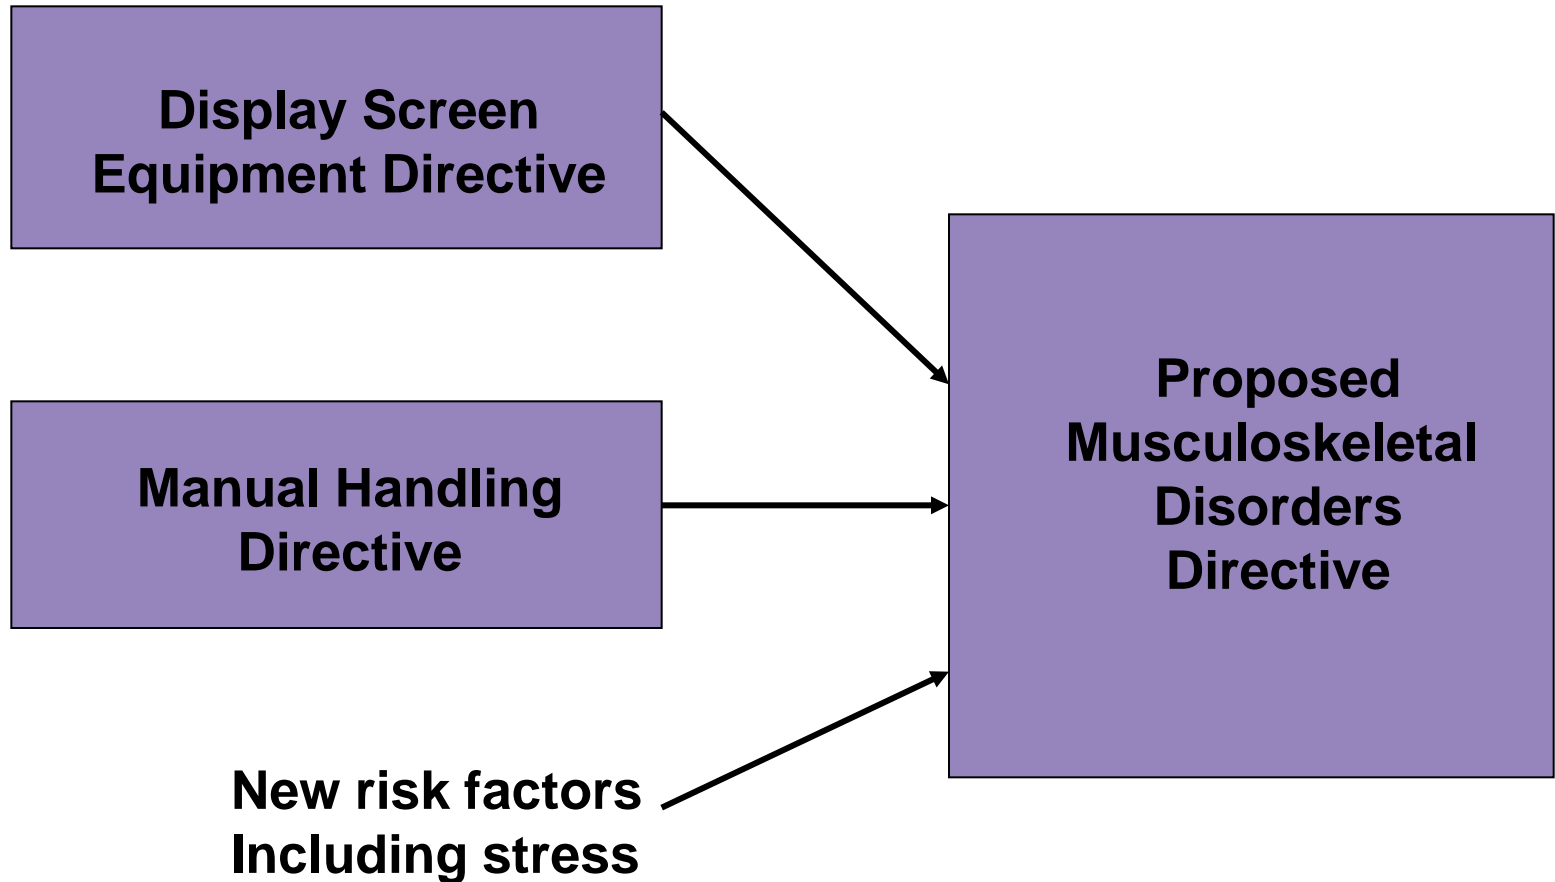 Display Screen
Equipment Directive
Manual Handling
Directive
New risk factors
Including stress
Proposed
Musculoskeletal
Disorders
Directive